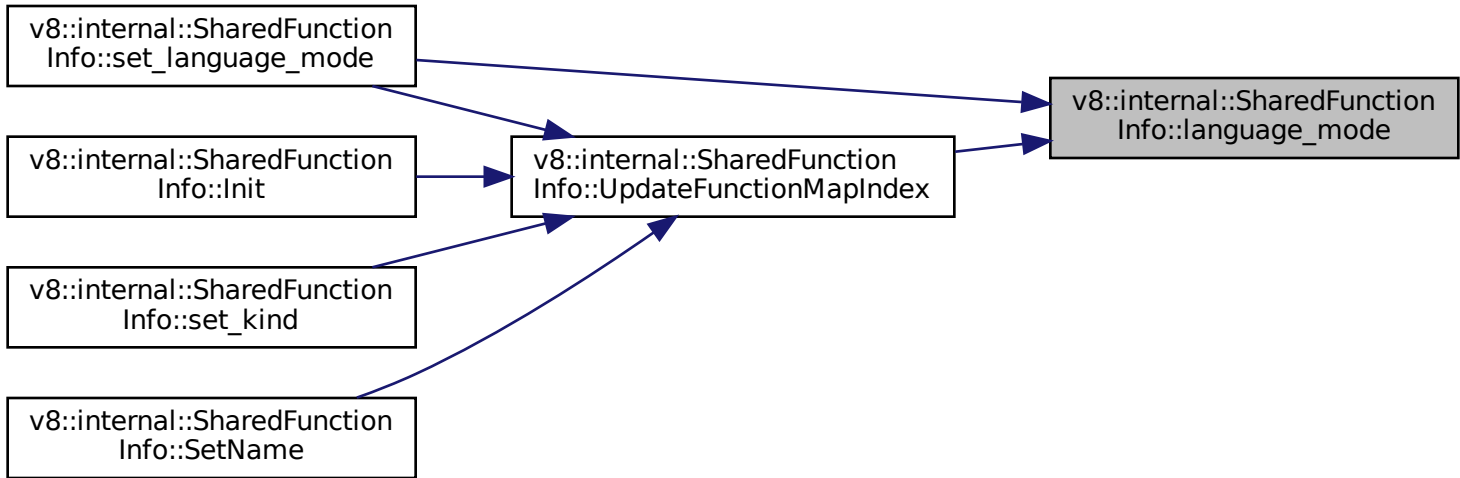 v8::internal::SharedFunction
Info::set_language_mode
v8::internal::SharedFunction
Info::language_mode
v8::internal::SharedFunction
Info::Init
v8::internal::SharedFunction
Info::UpdateFunctionMapIndex
v8::internal::SharedFunction
Info::set_kind
v8::internal::SharedFunction
Info::SetName